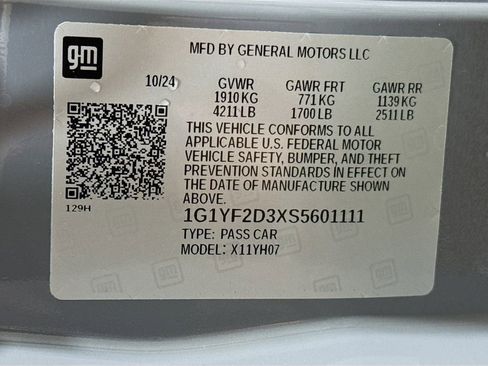 gm
MFD BY GENERAL MOTORS LLC
10/24 GVWR GAWR FRT GAWR RR
1910 KG 771 KG 1139 KG
4211 LB 1700 LB 2511 LB
THIS VEHICLE CONFORMS TO ALL
APPLICABLE U.S. FEDERAL MOTOR
VEHICLE SAFETY, BUMPER, AND THEFT
PREVENTION STANDARDS IN EFFECT ON
THE DATE OF MANUFACTURE SHOWN
ABOVE.
129H
1G1YF2D3XS5601111
TYPE: PASS CAR
MODEL: X11YH07